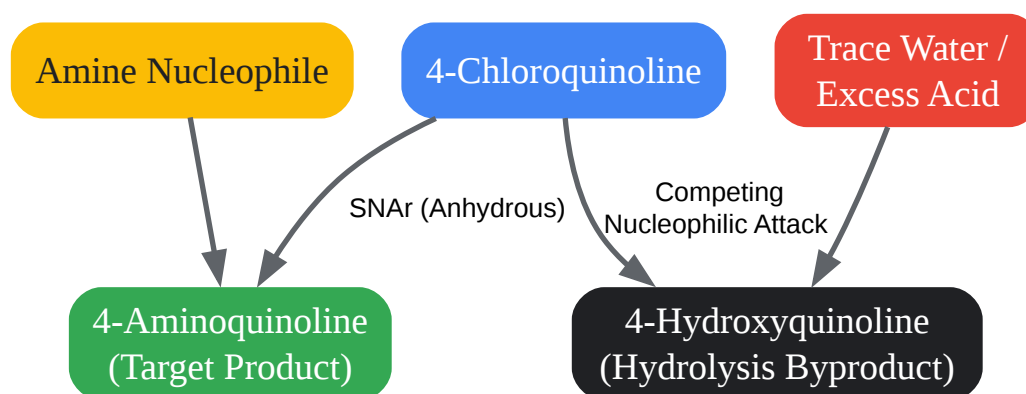 Amine Nucleophile
4-Chloroquinoline
Trace Water /
Excess Acid
SNAr (Anhydrous)
Competing
Nucleophilic Attack
4-Aminoquinoline
(Target Product)
4-Hydroxyquinoline
(Hydrolysis Byproduct)